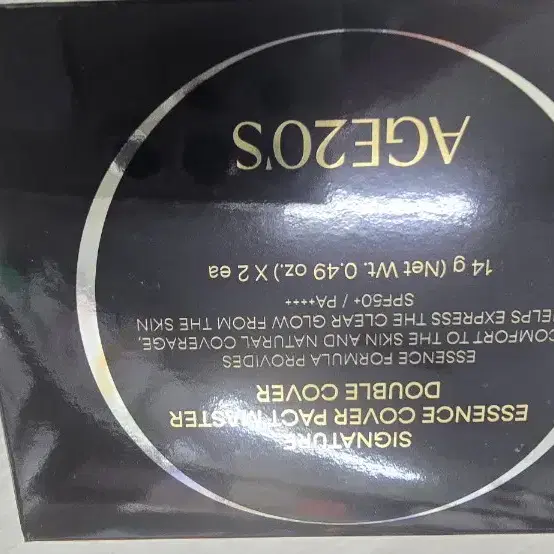 SIGNATURE
ESSENCE COVER PACT MASTER
DOUBLE COVER
ESSENCE FORMULA PROVIDES
COMFORT TO THE SKIN AND NATURAL COVERAGE,
HELPS EXPRESS THE CLEAR GLOW FROM THE SKIN
SPF50+ / PA++++
14 g (Net Wt. 0.49 oz.) X 2 ea
AGE20'S